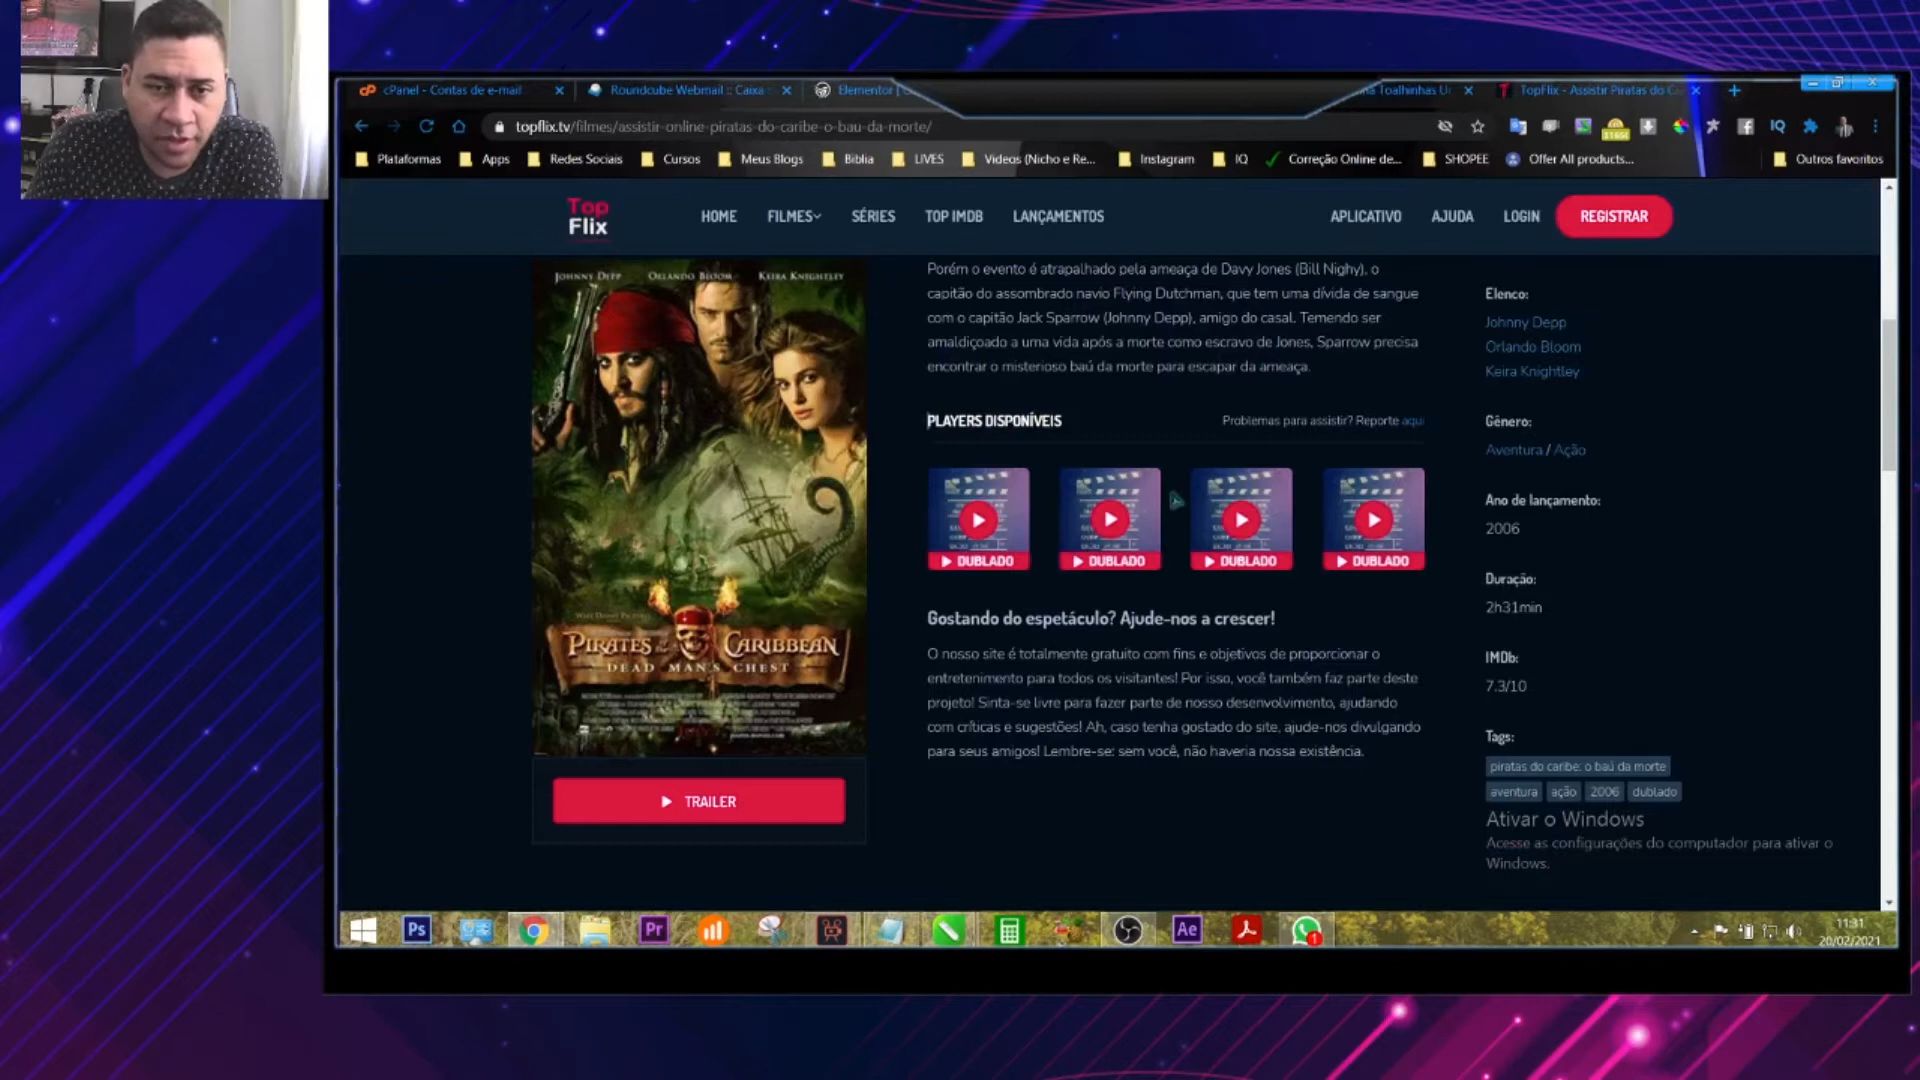 cPanel - Contas de e-mail
Roundcube Webmail :: Caixa
Elementor |
Toalhinhas Un
TopFlix - Assistir Piratas do Ca
topflix.tv/filmes/assistir-online-piratas-do-caribe-o-bau-da-morte/
Plataformas
Apps
Redes Sociais
Cursos
Meus Blogs
Biblia
LIVES
Videos (Nicho e Re...
Instagram
IQ
Correção Online de...
SHOPEE
Offer All products...
Outros favoritos
Top
Flix
HOME
FILMES
SÉRIES
TOP IMDB
LANÇAMENTOS
APLICATIVO
AJUDA
LOGIN
REGISTRAR
JOHNNY DEPP ORLANDO BLOOM KEIRA KNIGHTLEY
PIRATES of the CARIBBEAN
DEAD MAN'S CHEST
TRAILER
Porém o evento é atrapalhado pela ameaça de Davy Jones (Bill Nighy), o
capitão do assombrado navio Flying Dutchman, que tem uma dívida de sangue
com o capitão Jack Sparrow (Johnny Depp), amigo do casal. Temendo ser
amaldiçoado a uma vida após a morte como escravo de Jones, Sparrow precisa
encontrar o misterioso baú da morte para escapar da ameaça.
PLAYERS DISPONÍVEIS
Problemas para assistir? Reporte aqui
DUBLADO
DUBLADO
DUBLADO
DUBLADO
Gostando do espetáculo? Ajude-nos a crescer!
O nosso site é totalmente gratuito com fins e objetivos de proporcionar o
entretenimento para todos os visitantes! Por isso, você também faz parte deste
projeto! Sinta-se livre para fazer parte de nosso desenvolvimento, ajudando
com críticas e sugestões! Ah, caso tenha gostado do site, ajude-nos divulgando
para seus amigos! Lembre-se: sem você, não haveria nossa existência.
Elenco:
Johnny Depp
Orlando Bloom
Keira Knightley
Gênero:
Aventura / Ação
Ano de lançamento:
2006
Duração:
2h31min
IMDb:
7.3/10
Tags:
piratas do caribe: o baú da morte
aventura ação 2006 dublado
Ativar o Windows
Acesse as configurações do computador para ativar o
Windows.
Ps
Pr
Ae
1
11:31
20/02/2021